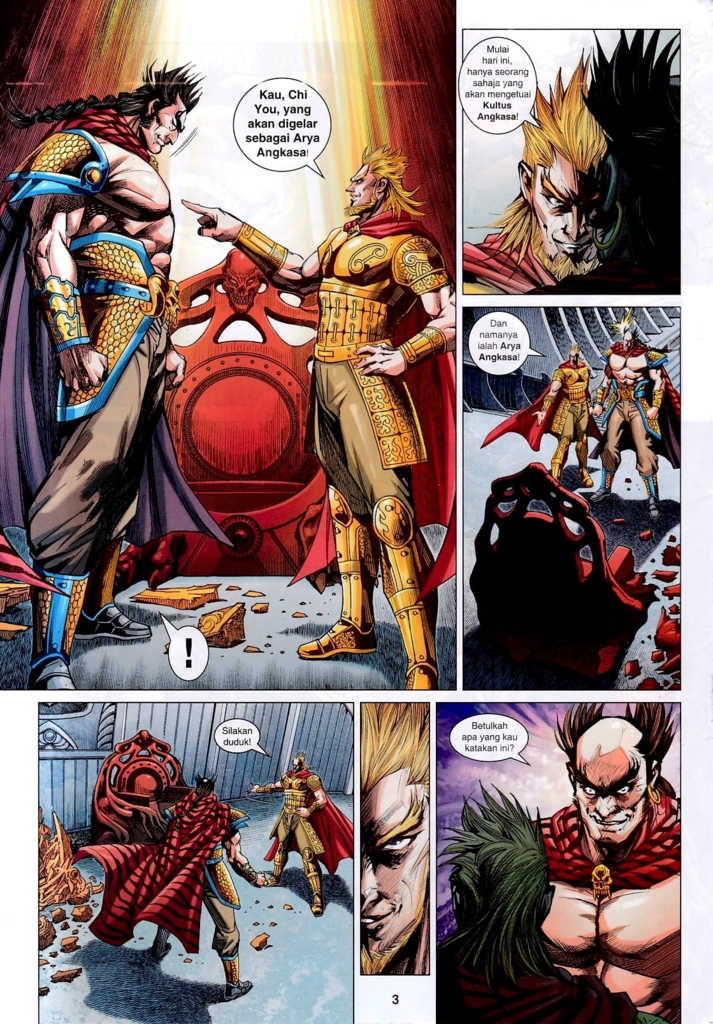 Kau, Chi
You, yang
akan digelar
sebagai Arya
Angkasa!
!
Mulai
hari ini,
hanya seorang
sahaja yang
akan mengetuai
Kultus
Angkasa!
Dan
namanya
ialah Arya
Angkasa!
Silakan
duduk!
Betulkah
apa yang kau
katakan ini?
3